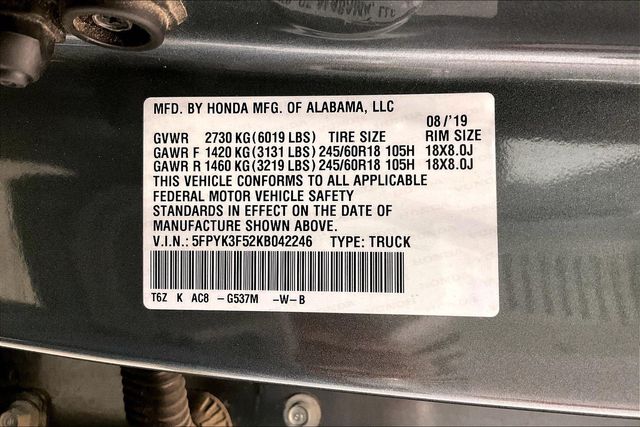 OF ALABAMA, LLC
MFD. BY HONDA MFG. OF ALABAMA, LLC
08/'19
GVWR 2730 KG(6019 LBS) TIRE SIZE RIM SIZE
GAWR F 1420 KG(3131 LBS)245/60R18 105H 18X8.0J
GAWR R 1460 KG(3219 LBS)245/60R18 105H 18X8.0J
THIS VEHICLE CONFORMS TO ALL APPLICABLE
FEDERAL MOTOR VEHICLE SAFETY
STANDARDS IN EFFECT ON THE DATE OF
MANUFACTURE SHOWN ABOVE.
V.I.N.: 5FPYK3F52KB042246 TYPE: TRUCK
T6Z K AC8 -G537M -W-B